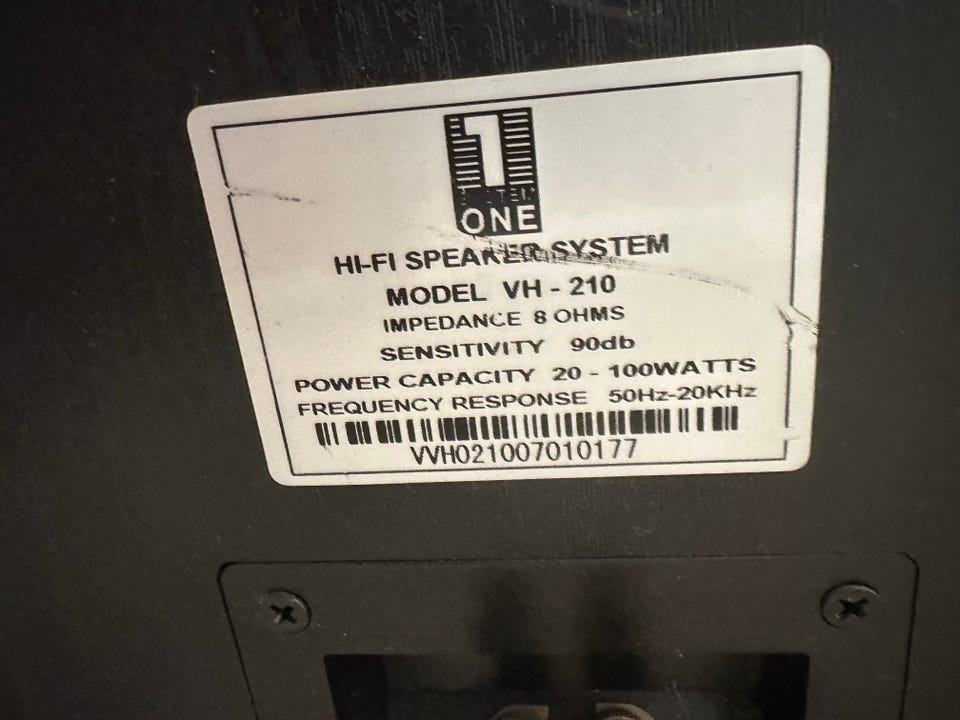 1
ONE
HI-FI SPEAKER SYSTEM
MODEL VH - 210
IMPEDANCE 8 OHMS
SENSITIVITY 90db
POWER CAPACITY 20 - 100WATTS
FREQUENCY RESPONSE 50Hz-20KHz
VVH021007010177